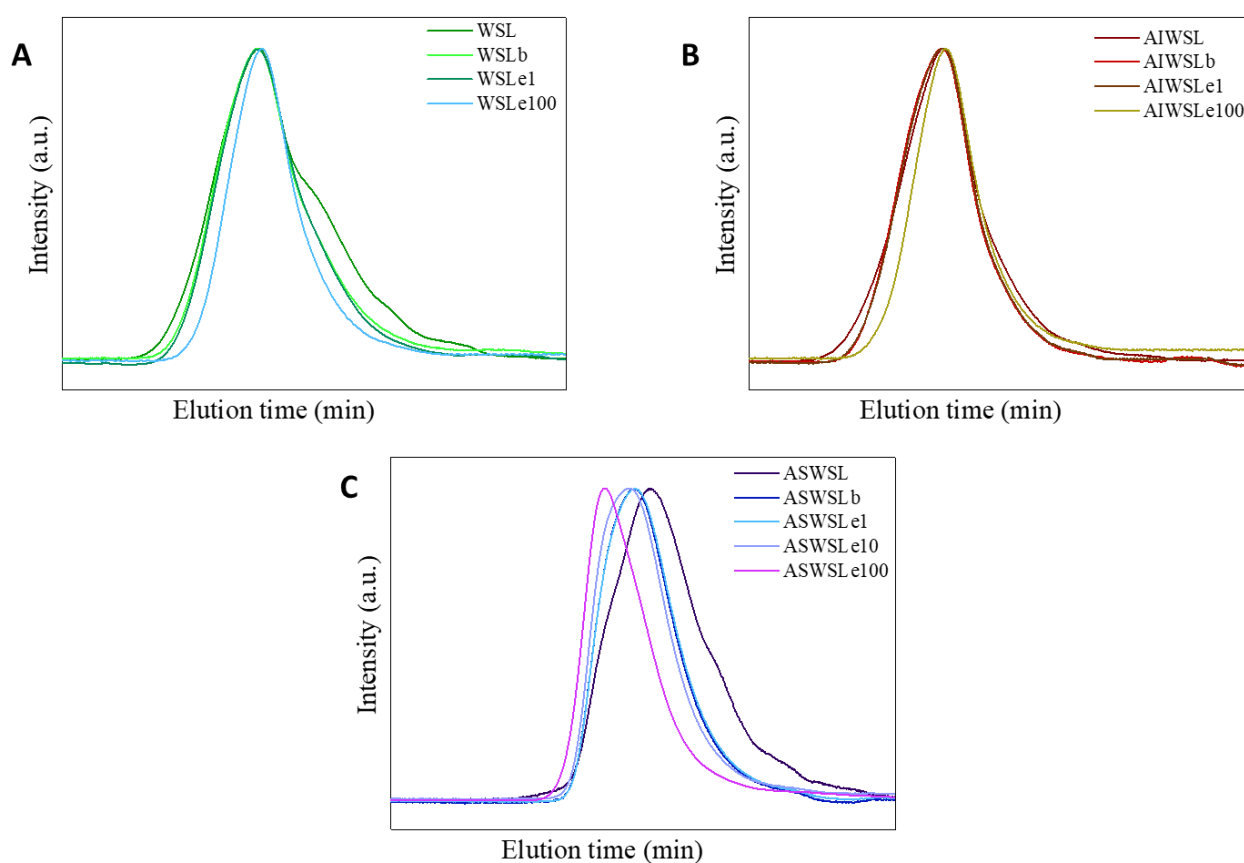 A
WSL
WSLb
WSLe1
WSLe100
Intensity (a.u.)
Elution time (min)
B
AIWSL
AIWSLb
AIWSLe1
AIWSLe100
Intensity (a.u.)
Elution time (min)
C
ASWSL
ASWSLb
ASWSLe1
ASWSLe10
ASWSLe100
Intensity (a.u.)
Elution time (min)